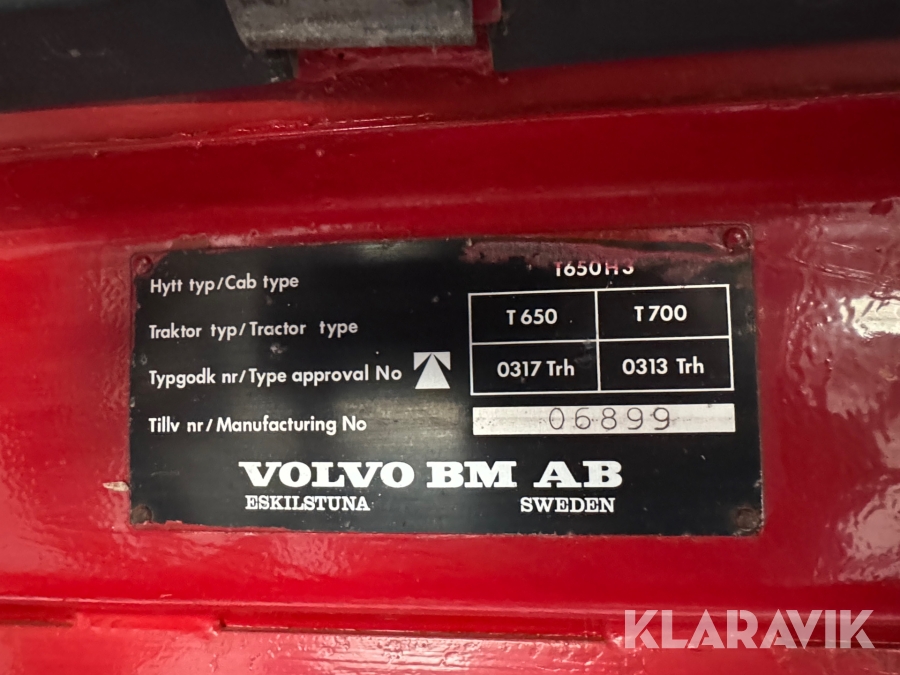 Hytt typ/Cab type T650H3
Traktor typ/Tractor type T 650 T 700
Typgodk nr/Type approval No 0317 Trh 0313 Trh
Tillv nr/Manufacturing No 06899
VOLVO BM AB
ESKILSTUNA SWEDEN
KLARAVIK